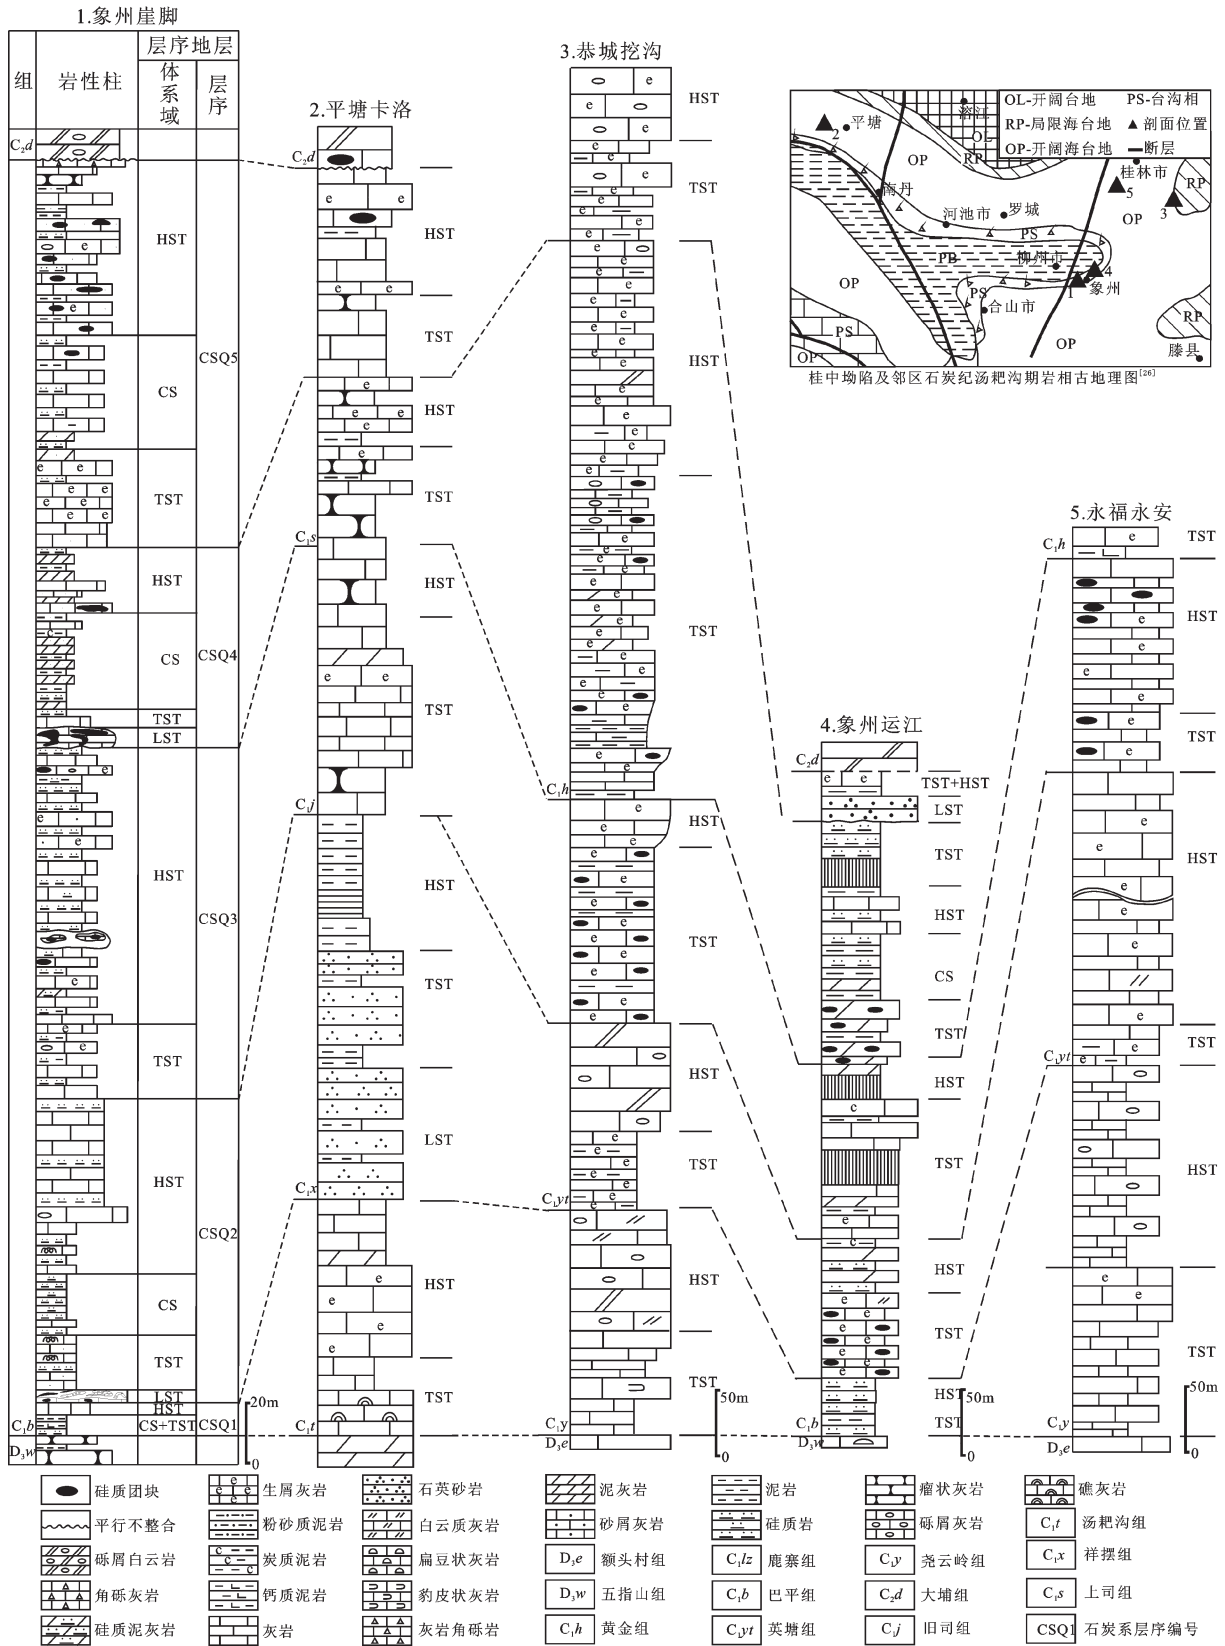 1.象州崖脚
组
岩性柱
层序地层
体系域
层序
C₂d
HST
CS
TST
CSQ5
HST
CS
TST
LST
CSQ4
HST
TST
CSQ3
HST
CS
TST
LST
CSQ2
HST
CS+TST
CSQ1
C₁b
D₃w
20m
0
2.平塘卡洛
C₂d
HST
TST
HST
TST
C₁s
HST
TST
C₁j
HST
TST
LST
C₁x
HST
TST
C₁t
3.恭城挖沟
HST
TST
HST
TST
C₁h
HST
TST
HST
TST
C₁yt
HST
TST
C₁y
D₃e
50m
0
4.象州运江
C₂d
TST+HST
LST
TST
HST
CS
TST
HST
TST
HST
TST
HST
TST
C₁b
D₃w
50m
0
5.永福永安
TST
C₁h
HST
TST
HST
TST
C₁yt
HST
TST
C₁y
D₃e
50m
0
OL-开阔台地 PS-台沟相
RP-局限海台地 ▲剖面位置
OP-开阔海台地 断层
平塘
2
OL
OP
RP
桂林市
5
3
RP
OP
南丹
河池市
罗城
PS
PB
柳州市
4
1
象州
PS
合山市
OP
PS
OP
OP
RP
滕县
桂中坳陷及邻区石炭纪汤耙沟期岩相古地理图[26]
硅质团块
生屑灰岩
石英砂岩
泥灰岩
泥岩
瘤状灰岩
礁灰岩
平行不整合
粉砂质泥岩
白云质灰岩
砂屑灰岩
硅质岩
砾屑灰岩
C₁t 汤耙沟组
砾屑白云岩
炭质泥岩
扁豆状灰岩
D₃e 额头村组
C₁lz 鹿寨组
C₁y 尧云岭组
C₁x 祥摆组
角砾灰岩
钙质泥岩
豹皮状灰岩
D₃w 五指山组
C₁b 巴平组
C₂d 大埔组
C₁s 上司组
硅质泥灰岩
灰岩
灰岩角砾岩
C₁h 黄金组
C₁yt 英塘组
C₁j 旧司组
CSQ1 石炭系层序编号